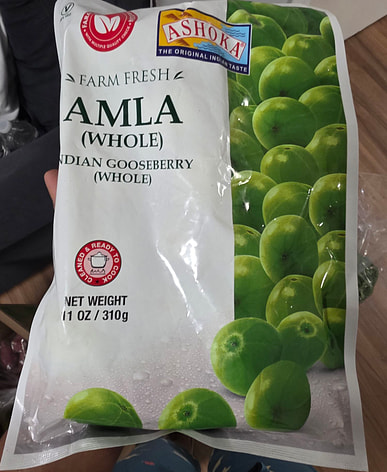 ASHOKA
THE ORIGINAL INDIAN TASTE
FARM FRESH
AMLA
(WHOLE)
NDIAN GOOSEBERRY
(WHOLE)
CLEANED & READY TO COOK
NET WEIGHT
11 OZ / 310g